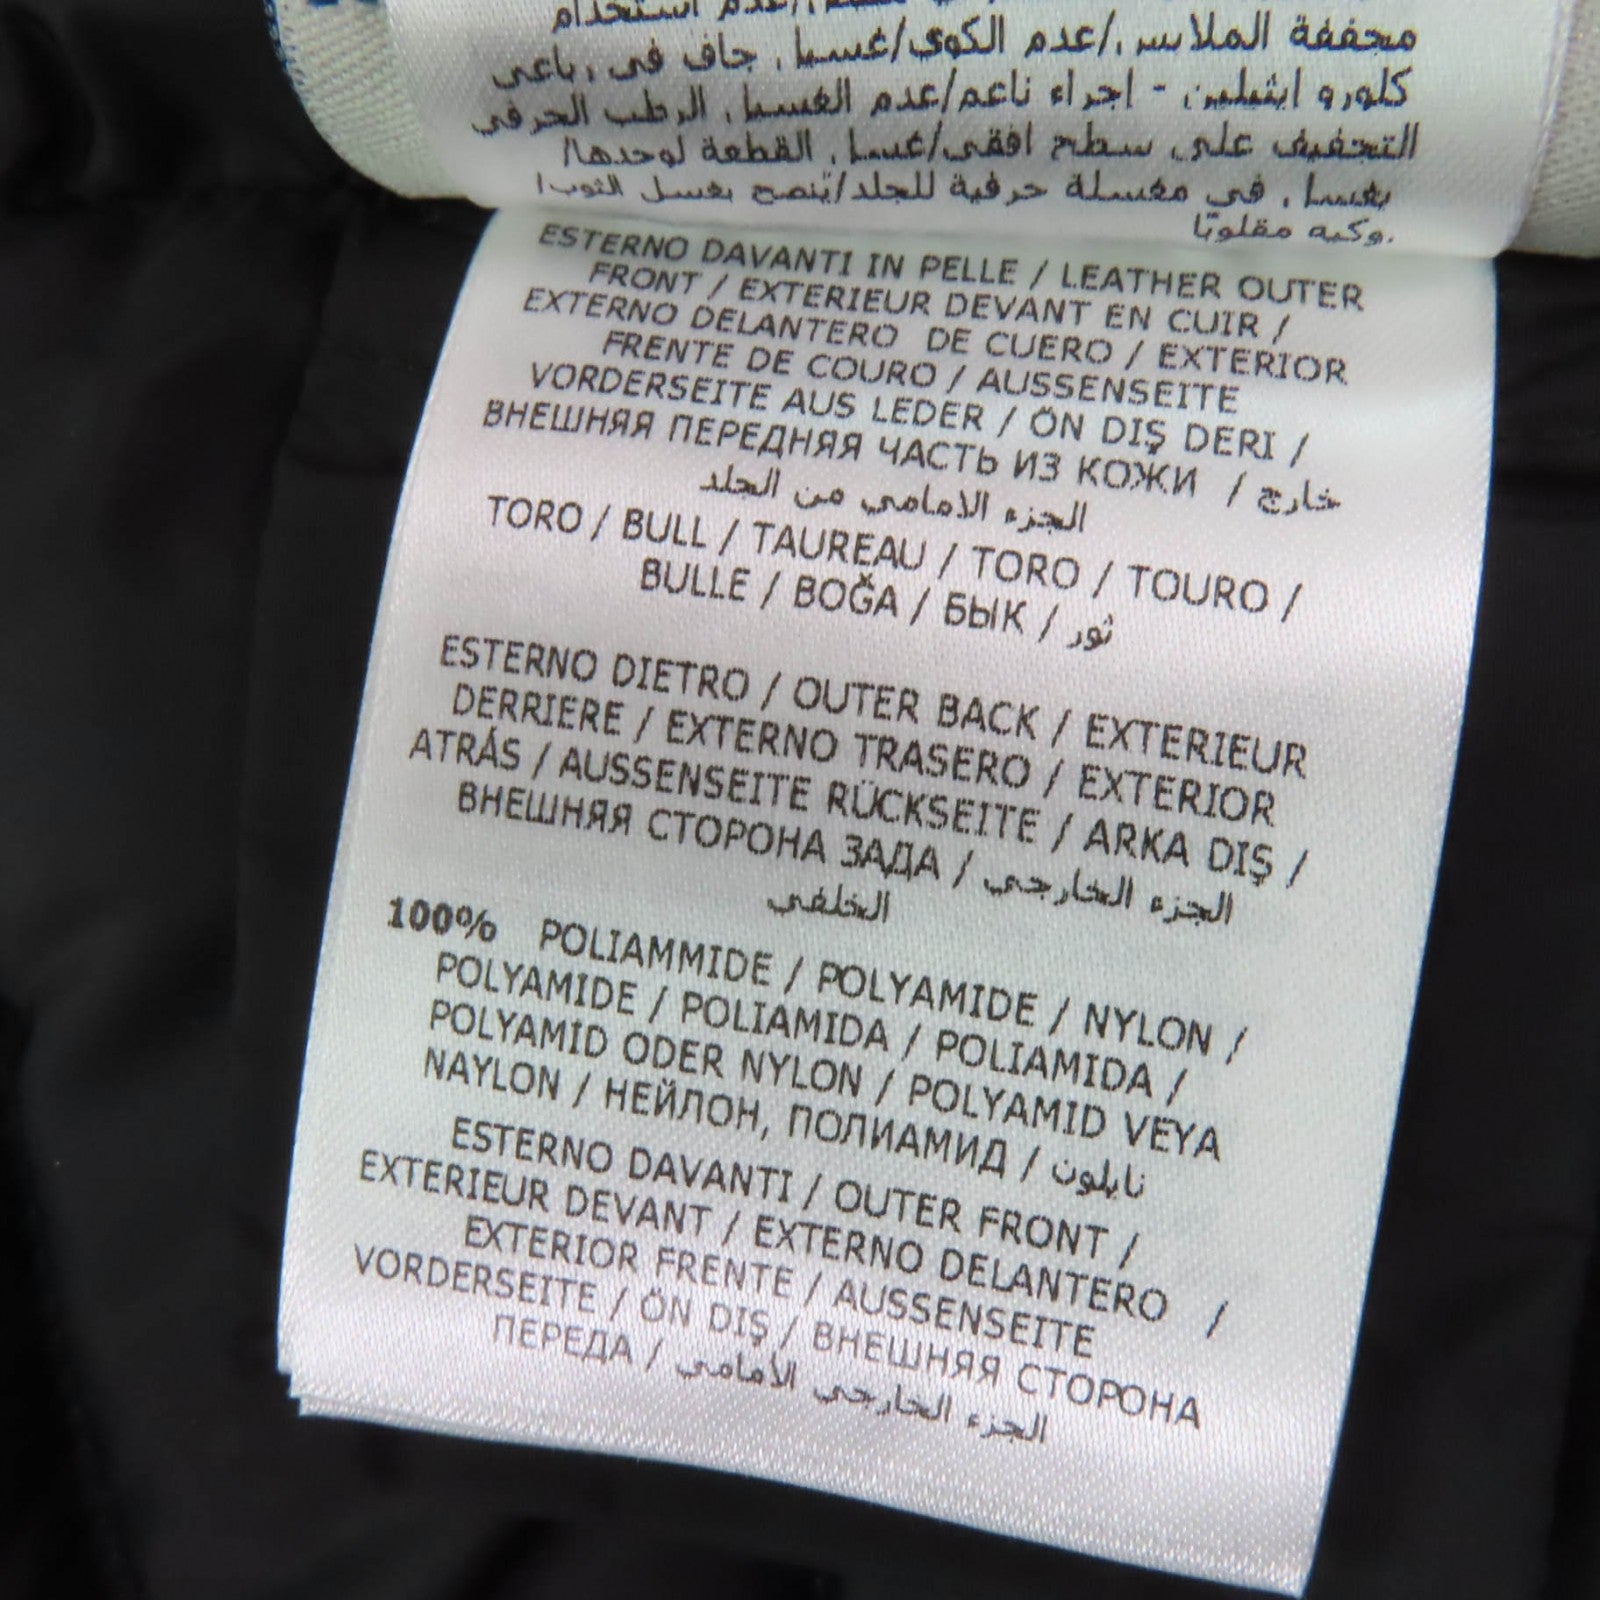 مجففة الملابس./عدم الكوي/غسيل. جاف في رباعي
كلورو ايثيلين - اجراء ناعم/عدم الغسيل. الرطب الحرفي
التجفيف على سطح افقي/غسل. القطعة لوحدها/
بغسل. في مغسلة حرفية للجلد/يُنصح بغسل الثوب
وكيه مقلوبًا.
ESTERNO DAVANTI IN PELLE / LEATHER OUTER
FRONT / EXTERIEUR DEVANT EN CUIR /
EXTERNO DELANTERO DE CUERO / EXTERIOR
FRENTE DE COURO / AUSSENSEITE
VORDERSEITE AUS LEDER / ÖN DIŞ DERI /
ВНЕШНЯЯ ПЕРЕДНЯЯ ЧАСТЬ ИЗ КОЖИ / خارج
الجزء الامامي من الجلد
TORO / BULL / TAUREAU / TORO / TOURO /
BULLE / BOĞA / БЫК / ثور
ESTERNO DIETRO / OUTER BACK / EXTERIEUR
DERRIERE / EXTERNO TRASERO / EXTERIOR
ATRÁS / AUSSENSEITE RÜCKSEITE / ARKA DIŞ /
ВНЕШНЯЯ СТОРОНА ЗАДА / الجزء الخارجي
الخلفي
100% POLIAMMIDE / POLYAMIDE / NYLON /
POLYAMIDE / POLIAMIDA / POLIAMIDA /
POLYAMID ODER NYLON / POLYAMID VEYA
NAYLON / НЕЙЛОН, ПОЛИАМИД / نايلون
ESTERNO DAVANTI / OUTER FRONT /
EXTERIEUR DEVANT / EXTERNO DELANTERO /
EXTERIOR FRENTE / AUSSENSEITE
VORDERSEITE / ÖN DIŞ / ВНЕШНЯЯ СТОРОНА
ПЕРЕДА / الجزء الخارجي الأمامي